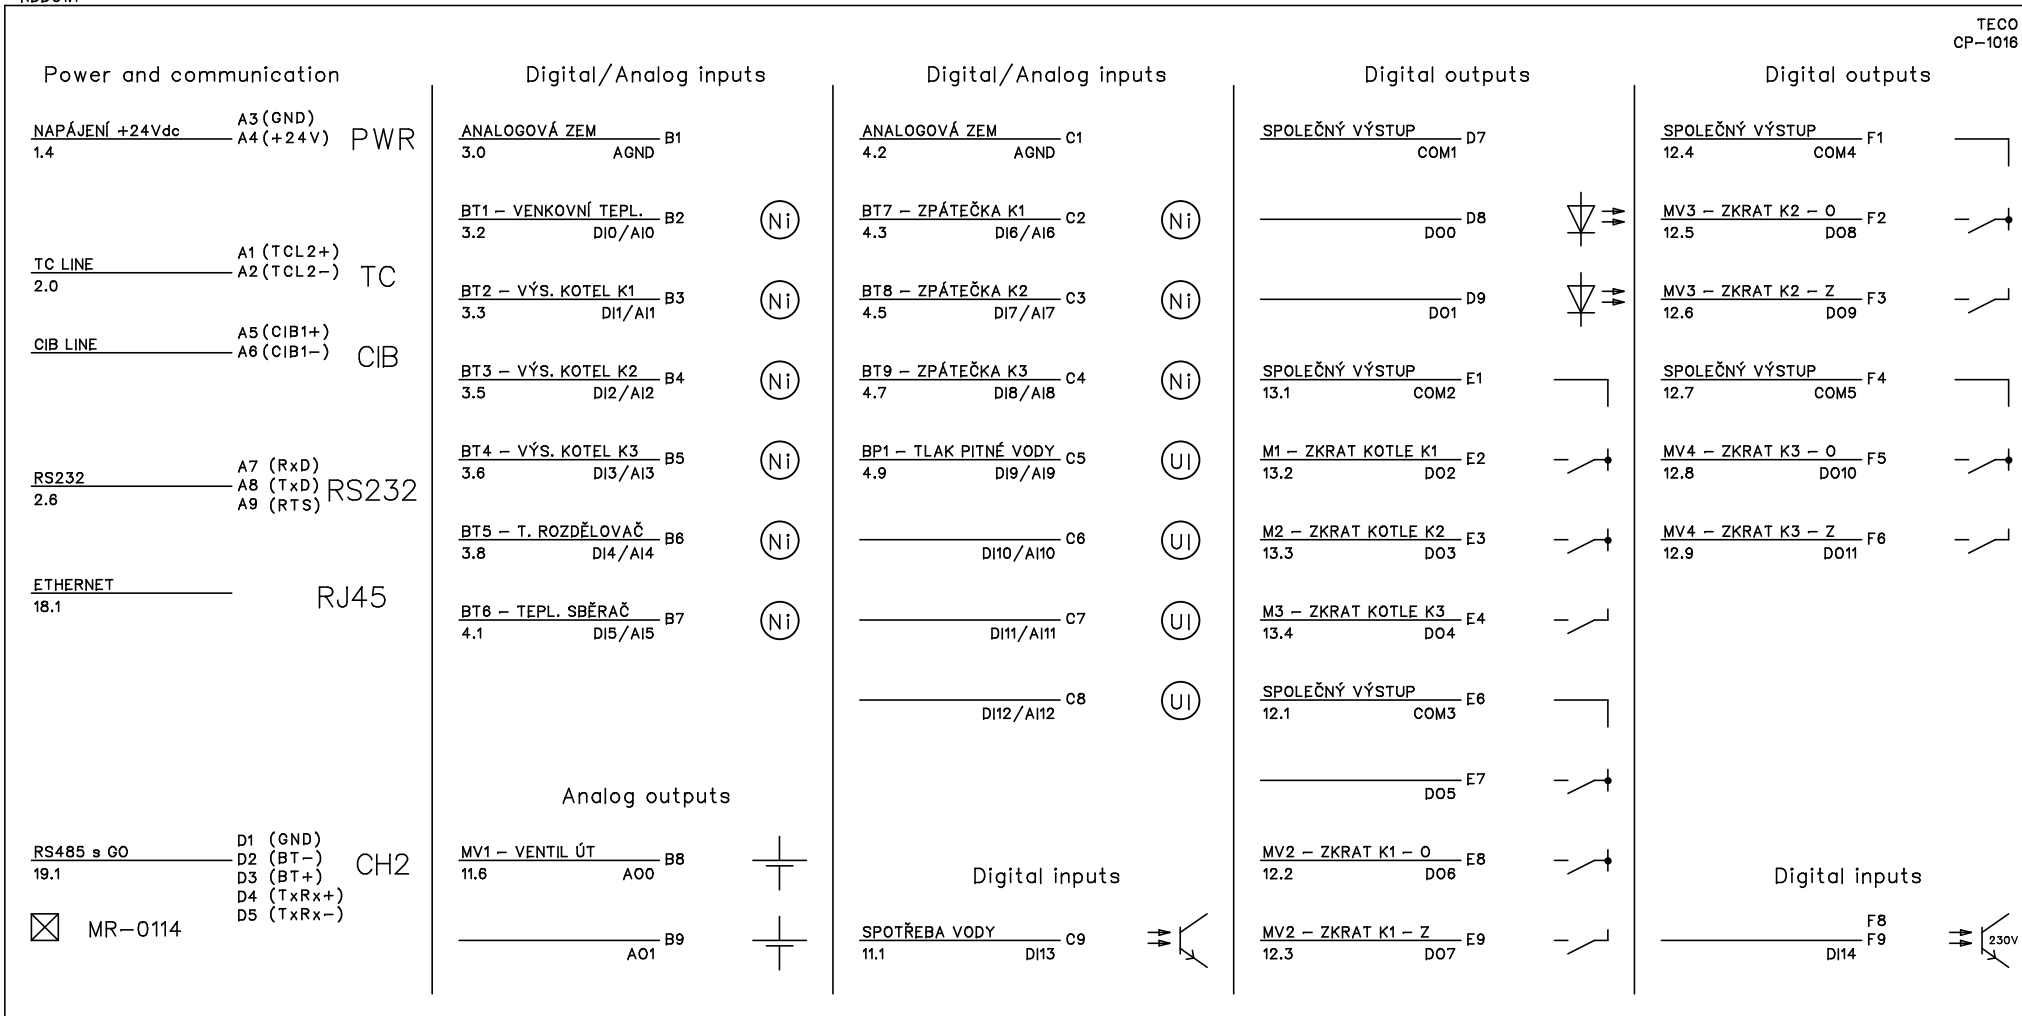 TECO
CP-1016
Power and communication
NAPÁJENÍ +24Vdc
1.4
A3 (GND)
A4 (+24V)
PWR
TC LINE
2.0
A1 (TCL2+)
A2 (TCL2-)
TC
CIB LINE
A5 (CIB1+)
A6 (CIB1-)
CIB
RS232
2.6
A7 (RxD)
A8 (TxD)
A9 (RTS)
RS232
ETHERNET
18.1
RJ45
RS485 s GO
19.1
D1 (GND)
D2 (BT-)
D3 (BT+)
D4 (TxRx+)
D5 (TxRx-)
CH2
MR-0114
Digital/Analog inputs
ANALOGOVÁ ZEM B1
3.0 AGND
BT1 - VENKOVNÍ TEPL. B2 Ni
3.2 DI0/AI0
BT2 - VÝS. KOTEL K1 B3 Ni
3.3 DI1/AI1
BT3 - VÝS. KOTEL K2 B4 Ni
3.5 DI2/AI2
BT4 - VÝS. KOTEL K3 B5 Ni
3.6 DI3/AI3
BT5 - T. ROZDĚLOVAČ B6 Ni
3.8 DI4/AI4
BT6 - TEPL. SBĚRAČ B7 Ni
4.1 DI5/AI5
Analog outputs
MV1 - VENTIL ÚT B8
11.6 AO0
B9
AO1
Digital/Analog inputs
ANALOGOVÁ ZEM C1
4.2 AGND
BT7 - ZPÁTEČKA K1 C2 Ni
4.3 DI6/AI6
BT8 - ZPÁTEČKA K2 C3 Ni
4.5 DI7/AI7
BT9 - ZPÁTEČKA K3 C4 Ni
4.7 DI8/AI8
BP1 - TLAK PITNÉ VODY C5 UI
4.9 DI9/AI9
C6 UI
DI10/AI10
C7 UI
DI11/AI11
C8 UI
DI12/AI12
Digital inputs
SPOTŘEBA VODY C9
11.1 DI13
Digital outputs
SPOLEČNÝ VÝSTUP D7
COM1
D8
DO0
D9
DO1
SPOLEČNÝ VÝSTUP E1
13.1 COM2
M1 - ZKRAT KOTLE K1 E2
13.2 DO2
M2 - ZKRAT KOTLE K2 E3
13.3 DO3
M3 - ZKRAT KOTLE K3 E4
13.4 DO4
SPOLEČNÝ VÝSTUP E6
12.1 COM3
E7
DO5
MV2 - ZKRAT K1 - O E8
12.2 DO6
MV2 - ZKRAT K1 - Z E9
12.3 DO7
Digital outputs
SPOLEČNÝ VÝSTUP F1
12.4 COM4
MV3 - ZKRAT K2 - O F2
12.5 DO8
MV3 - ZKRAT K2 - Z F3
12.6 DO9
SPOLEČNÝ VÝSTUP F4
12.7 COM5
MV4 - ZKRAT K3 - O F5
12.8 DO10
MV4 - ZKRAT K3 - Z F6
12.9 DO11
Digital inputs
F8
F9
DI14
230V